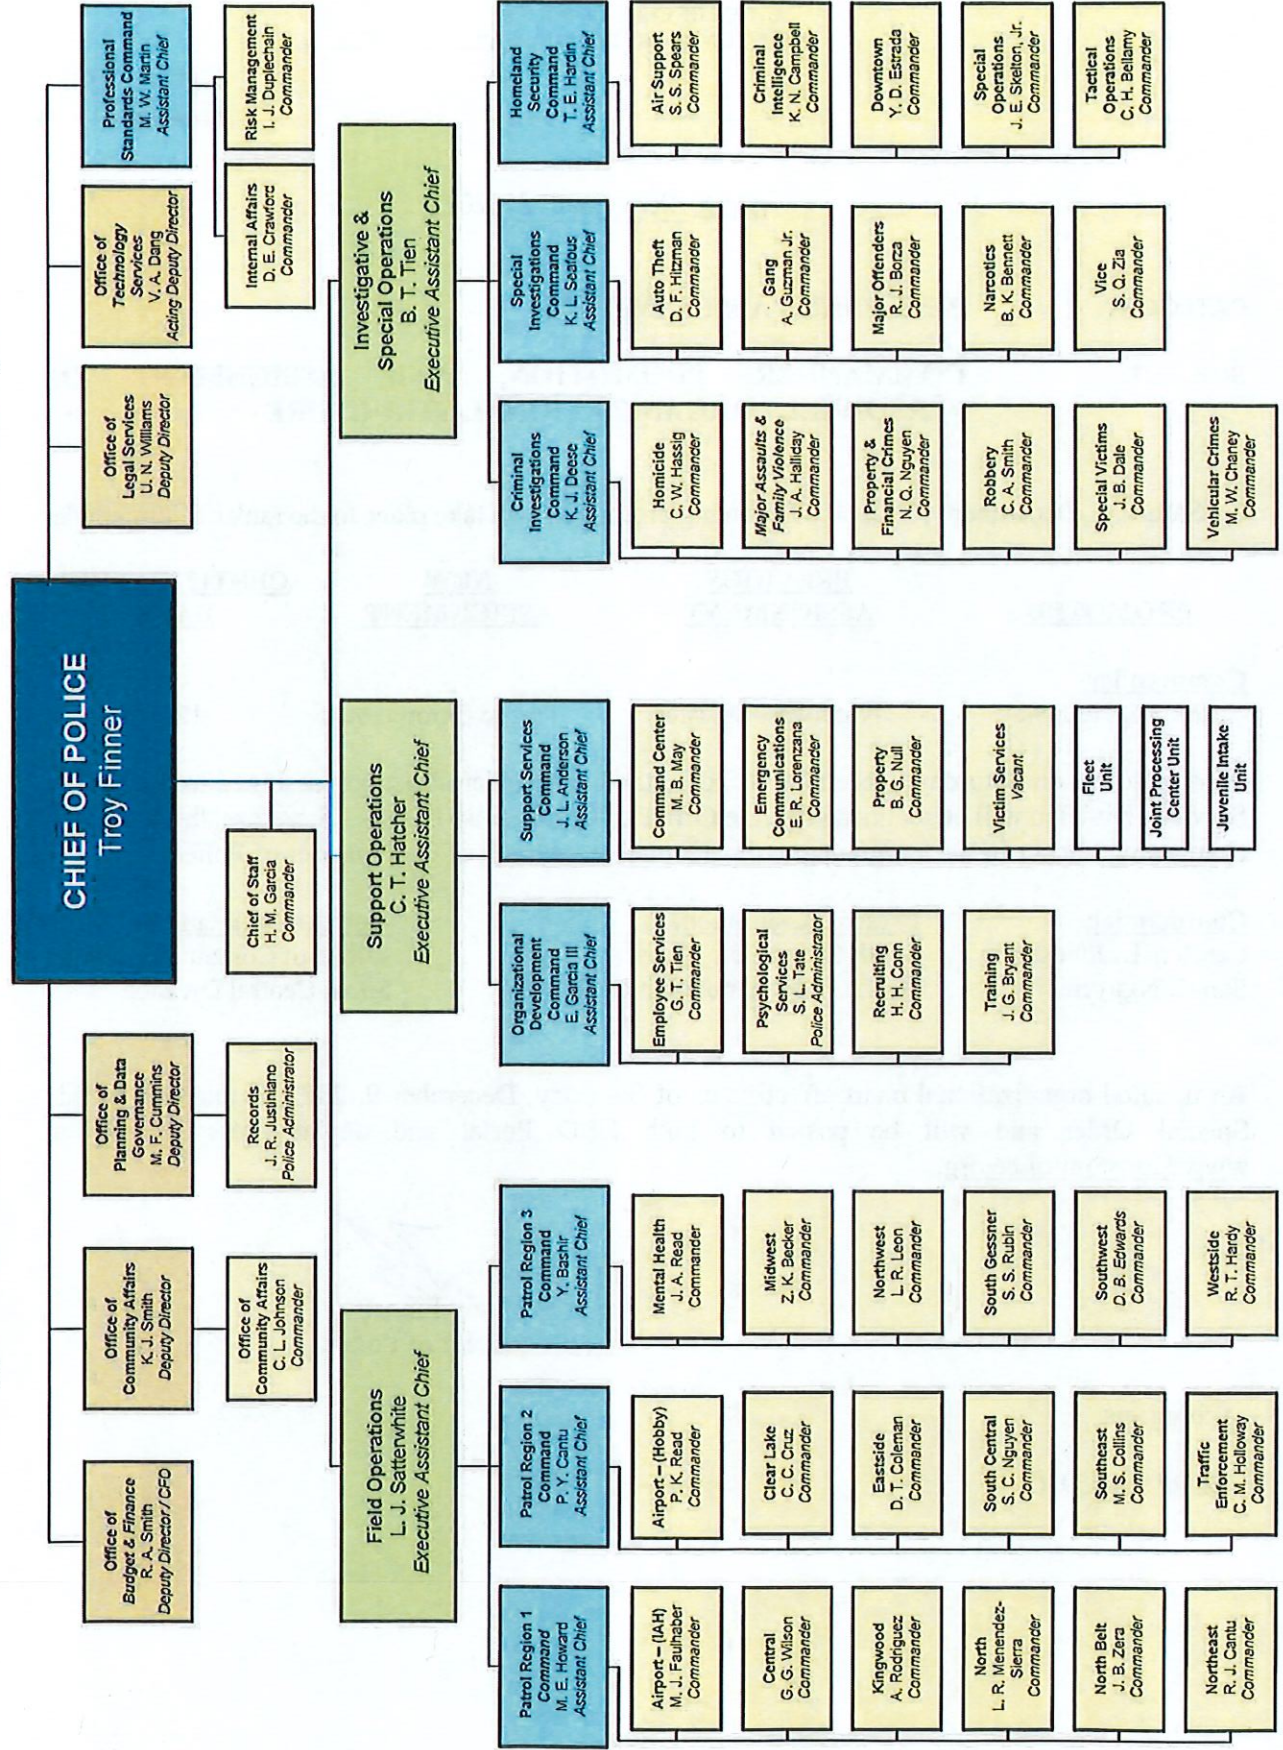 CHIEF OF POLICE
Troy Finner
Office of
Budget & Finance
R. A. Smith
Deputy Director / CFO
Office of
Community Affairs
K. J. Smith
Deputy Director
Office of
Planning & Data
Governance
M. F. Cummins
Deputy Director
Office of
Legal Services
U. N. Williams
Deputy Director
Office of
Technology
Services
V. A. Dang
Acting Deputy Director
Professional
Standards Command
M. W. Martin
Assistant Chief
Office of
Community Affairs
C. L. Johnson
Commander
Records
J. R. Justiniano
Police Administrator
Chief of Staff
H. M. Garcia
Commander
Internal Affairs
D. E. Crawford
Commander
Risk Management
I. J. Duplechain
Commander
Field Operations
L. J. Satterwhite
Executive Assistant Chief
Support Operations
C. T. Hatcher
Executive Assistant Chief
Investigative &
Special Operations
B. T. Tien
Executive Assistant Chief
Patrol Region 1
Command
M. E. Howard
Assistant Chief
Airport – (IAH)
M. J. Faulhaber
Commander
Central
G. G. Wilson
Commander
Kingwood
A. Rodriguez
Commander
North
L. R. Menendez-
Sierra
Commander
North Belt
J. B. Zera
Commander
Northeast
R. J. Cantu
Commander
Patrol Region 2
Command
P. Y. Cantu
Assistant Chief
Airport – (Hobby)
P. K. Read
Commander
Clear Lake
C. C. Cruz
Commander
Eastside
D. T. Coleman
Commander
South Central
S. C. Nguyen
Commander
Southeast
M. S. Collins
Commander
Traffic
Enforcement
C. M. Holloway
Commander
Patrol Region 3
Command
Y. Bashir
Assistant Chief
Mental Health
J. A. Read
Commander
Midwest
Z. K. Becker
Commander
Northwest
L. R. Leon
Commander
South Gessner
S. S. Rubin
Commander
Southwest
D. B. Edwards
Commander
Westside
R. T. Hardy
Commander
Organizational
Development
Command
E. Garcia III
Assistant Chief
Employee Services
G. T. Tien
Commander
Psychological
Services
S. L. Tate
Police Administrator
Recruiting
H. H. Conn
Commander
Training
J. G. Bryant
Commander
Support Services
Command
J. L. Anderson
Assistant Chief
Command Center
M. B. May
Commander
Emergency
Communications
E. R. Lorenzana
Commander
Property
B. G. Null
Commander
Victim Services
Vacant
Fleet
Unit
Joint Processing
Center Unit
Juvenile Intake
Unit
Criminal
Investigations
Command
K. J. Deese
Assistant Chief
Homicide
C. W. Hassig
Commander
Major Assaults &
Family Violence
J. A. Halliday
Commander
Property &
Financial Crimes
N. Q. Nguyen
Commander
Robbery
K. A. Smith
Commander
Special Victims
J. B. Dale
Commander
Vehicular Crimes
M. W. Chaney
Commander
Special
Investigations
Command
K. L. Seafous
Assistant Chief
Auto Theft
D. F. Hitzman
Commander
Gang
A. Guzman Jr.
Commander
Major Offenders
R. J. Borza
Commander
Narcotics
B. K. Bennett
Commander
Vice
S. Q. Zia
Commander
Homeland
Security
Command
T. E. Hardin
Assistant Chief
Air Support
S. S. Spears
Commander
Criminal
Intelligence
K. N. Campbell
Commander
Downtown
Y. D. Estrada
Commander
Special
Operations
J. E. Skelton, Jr.
Commander
Tactical
Operations
C. H. Bellamy
Commander